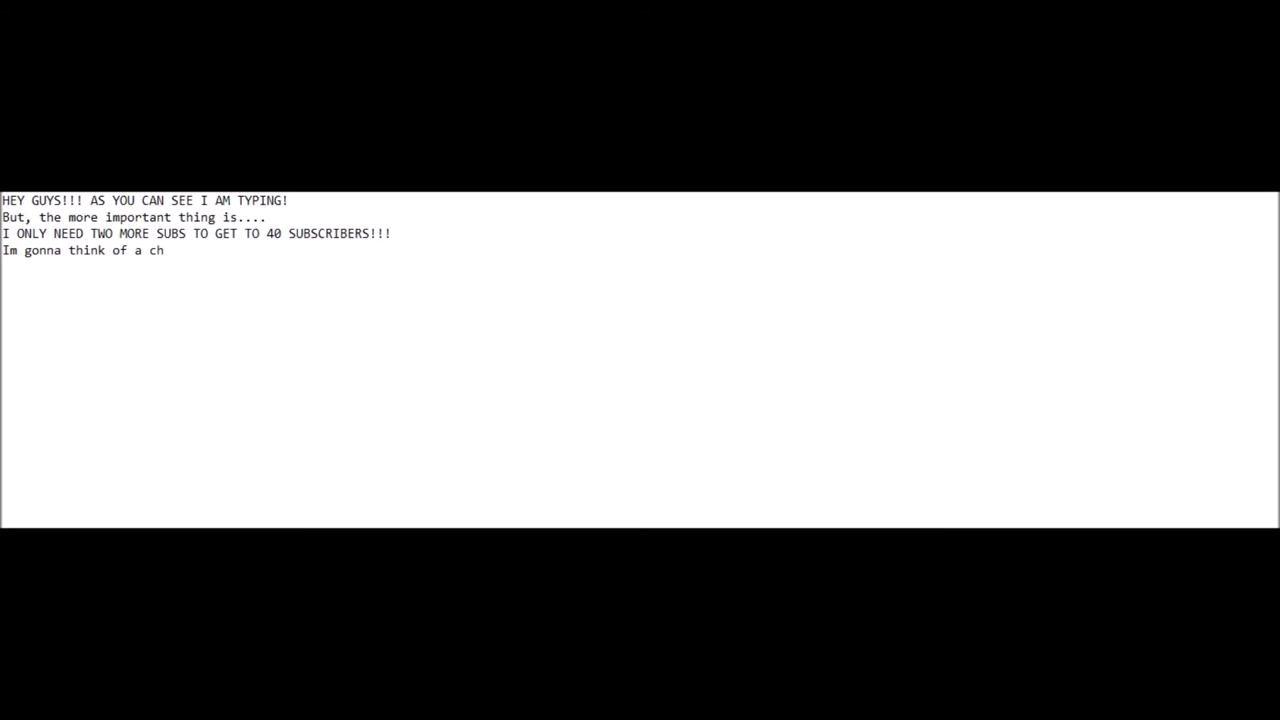 HEY GUYS!!! AS YOU CAN SEE I AM TYPING!
But, the more important thing is....
I ONLY NEED TWO MORE SUBS TO GET TO 40 SUBSCRIBERS!!!
Im gonna think of a ch